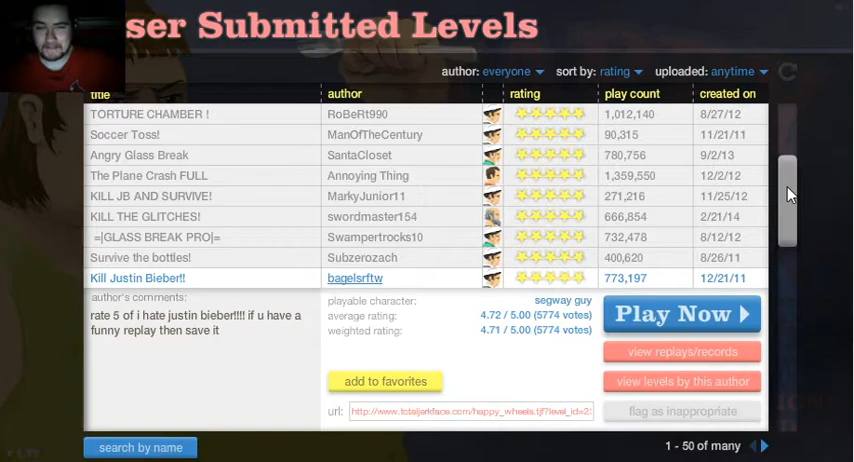 ser Submitted Levels
author: everyone sort by: rating uploaded: anytime
title author rating play count created on
TORTURE CHAMBER ! RoBeRt990 1,012,140 8/27/12
Soccer Toss! ManOfTheCentury 90,315 11/21/11
Angry Glass Break SantaCloset 780,756 9/2/13
The Plane Crash FULL Annoying Thing 1,359,550 12/2/12
KILL JB AND SURVIVE! MarkyJunior11 271,216 11/25/12
KILL THE GLITCHES! swordmaster154 666,854 2/21/14
=|GLASS BREAK PRO|= Swampertrocks10 732,478 8/12/12
Survive the bottles! Subzerozach 400,620 8/26/11
Kill Justin Bieber!! bagelsrftw 773,197 12/21/11
author's comments:
rate 5 of i hate justin bieber!!!! if u have a
funny replay then save it
playable character: segway guy
average rating: 4.72 / 5.00 (5774 votes)
weighted rating: 4.71 / 5.00 (5774 votes)
Play Now
view replays/records
add to favorites
view levels by this author
url: http://www.totaljerkface.com/happy_wheels.tjf?level_id=2
flag as inappropriate
search by name
1 - 50 of many